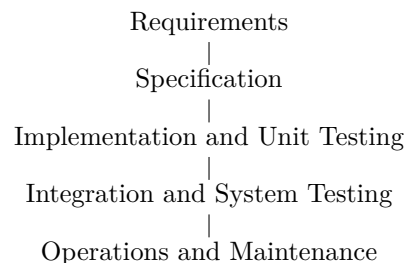 Requirements
Specification
Implementation and Unit Testing
Integration and System Testing
Operations and Maintenance